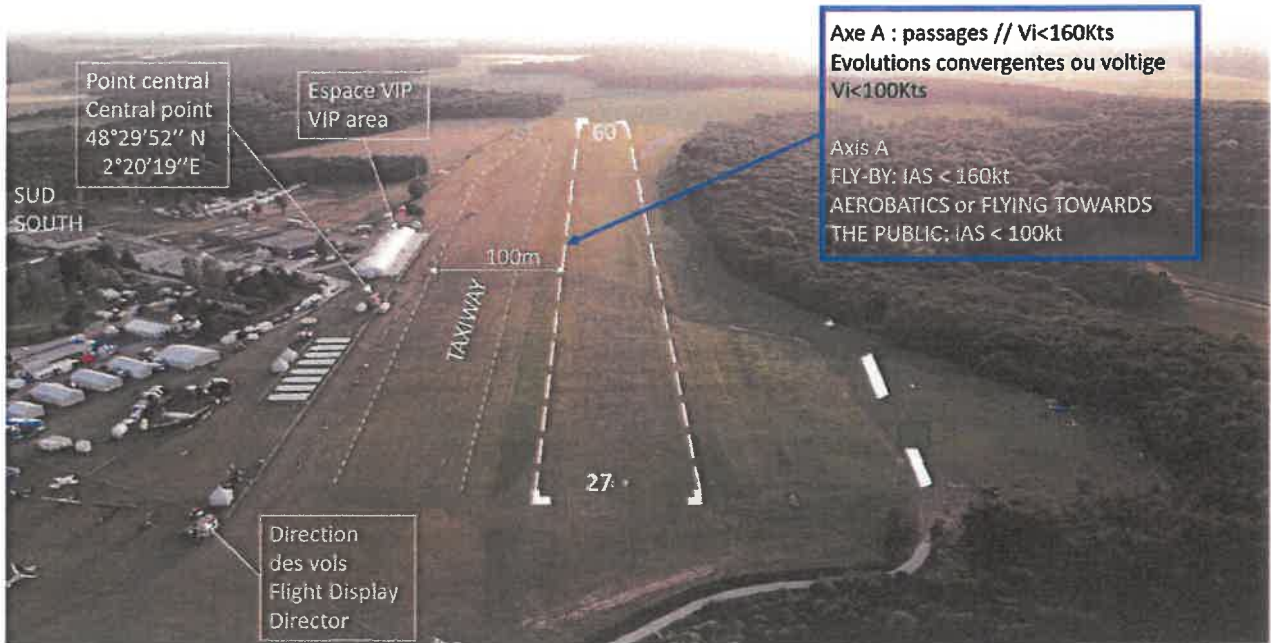 Axe A : passages // Vi<160Kts
Evolutions convergentes ou voltige
Vi<100Kts
Axis A
FLY-BY: IAS < 160kt
AEROBATICS or FLYING TOWARDS
THE PUBLIC: IAS < 100kt
Point central
Central point
48°29'52'' N
2°20'19''E
Espace VIP
VIP area
60
SUD
SOUTH
100m
TAXIWAY
27
Direction
des vols
Flight Display
Director